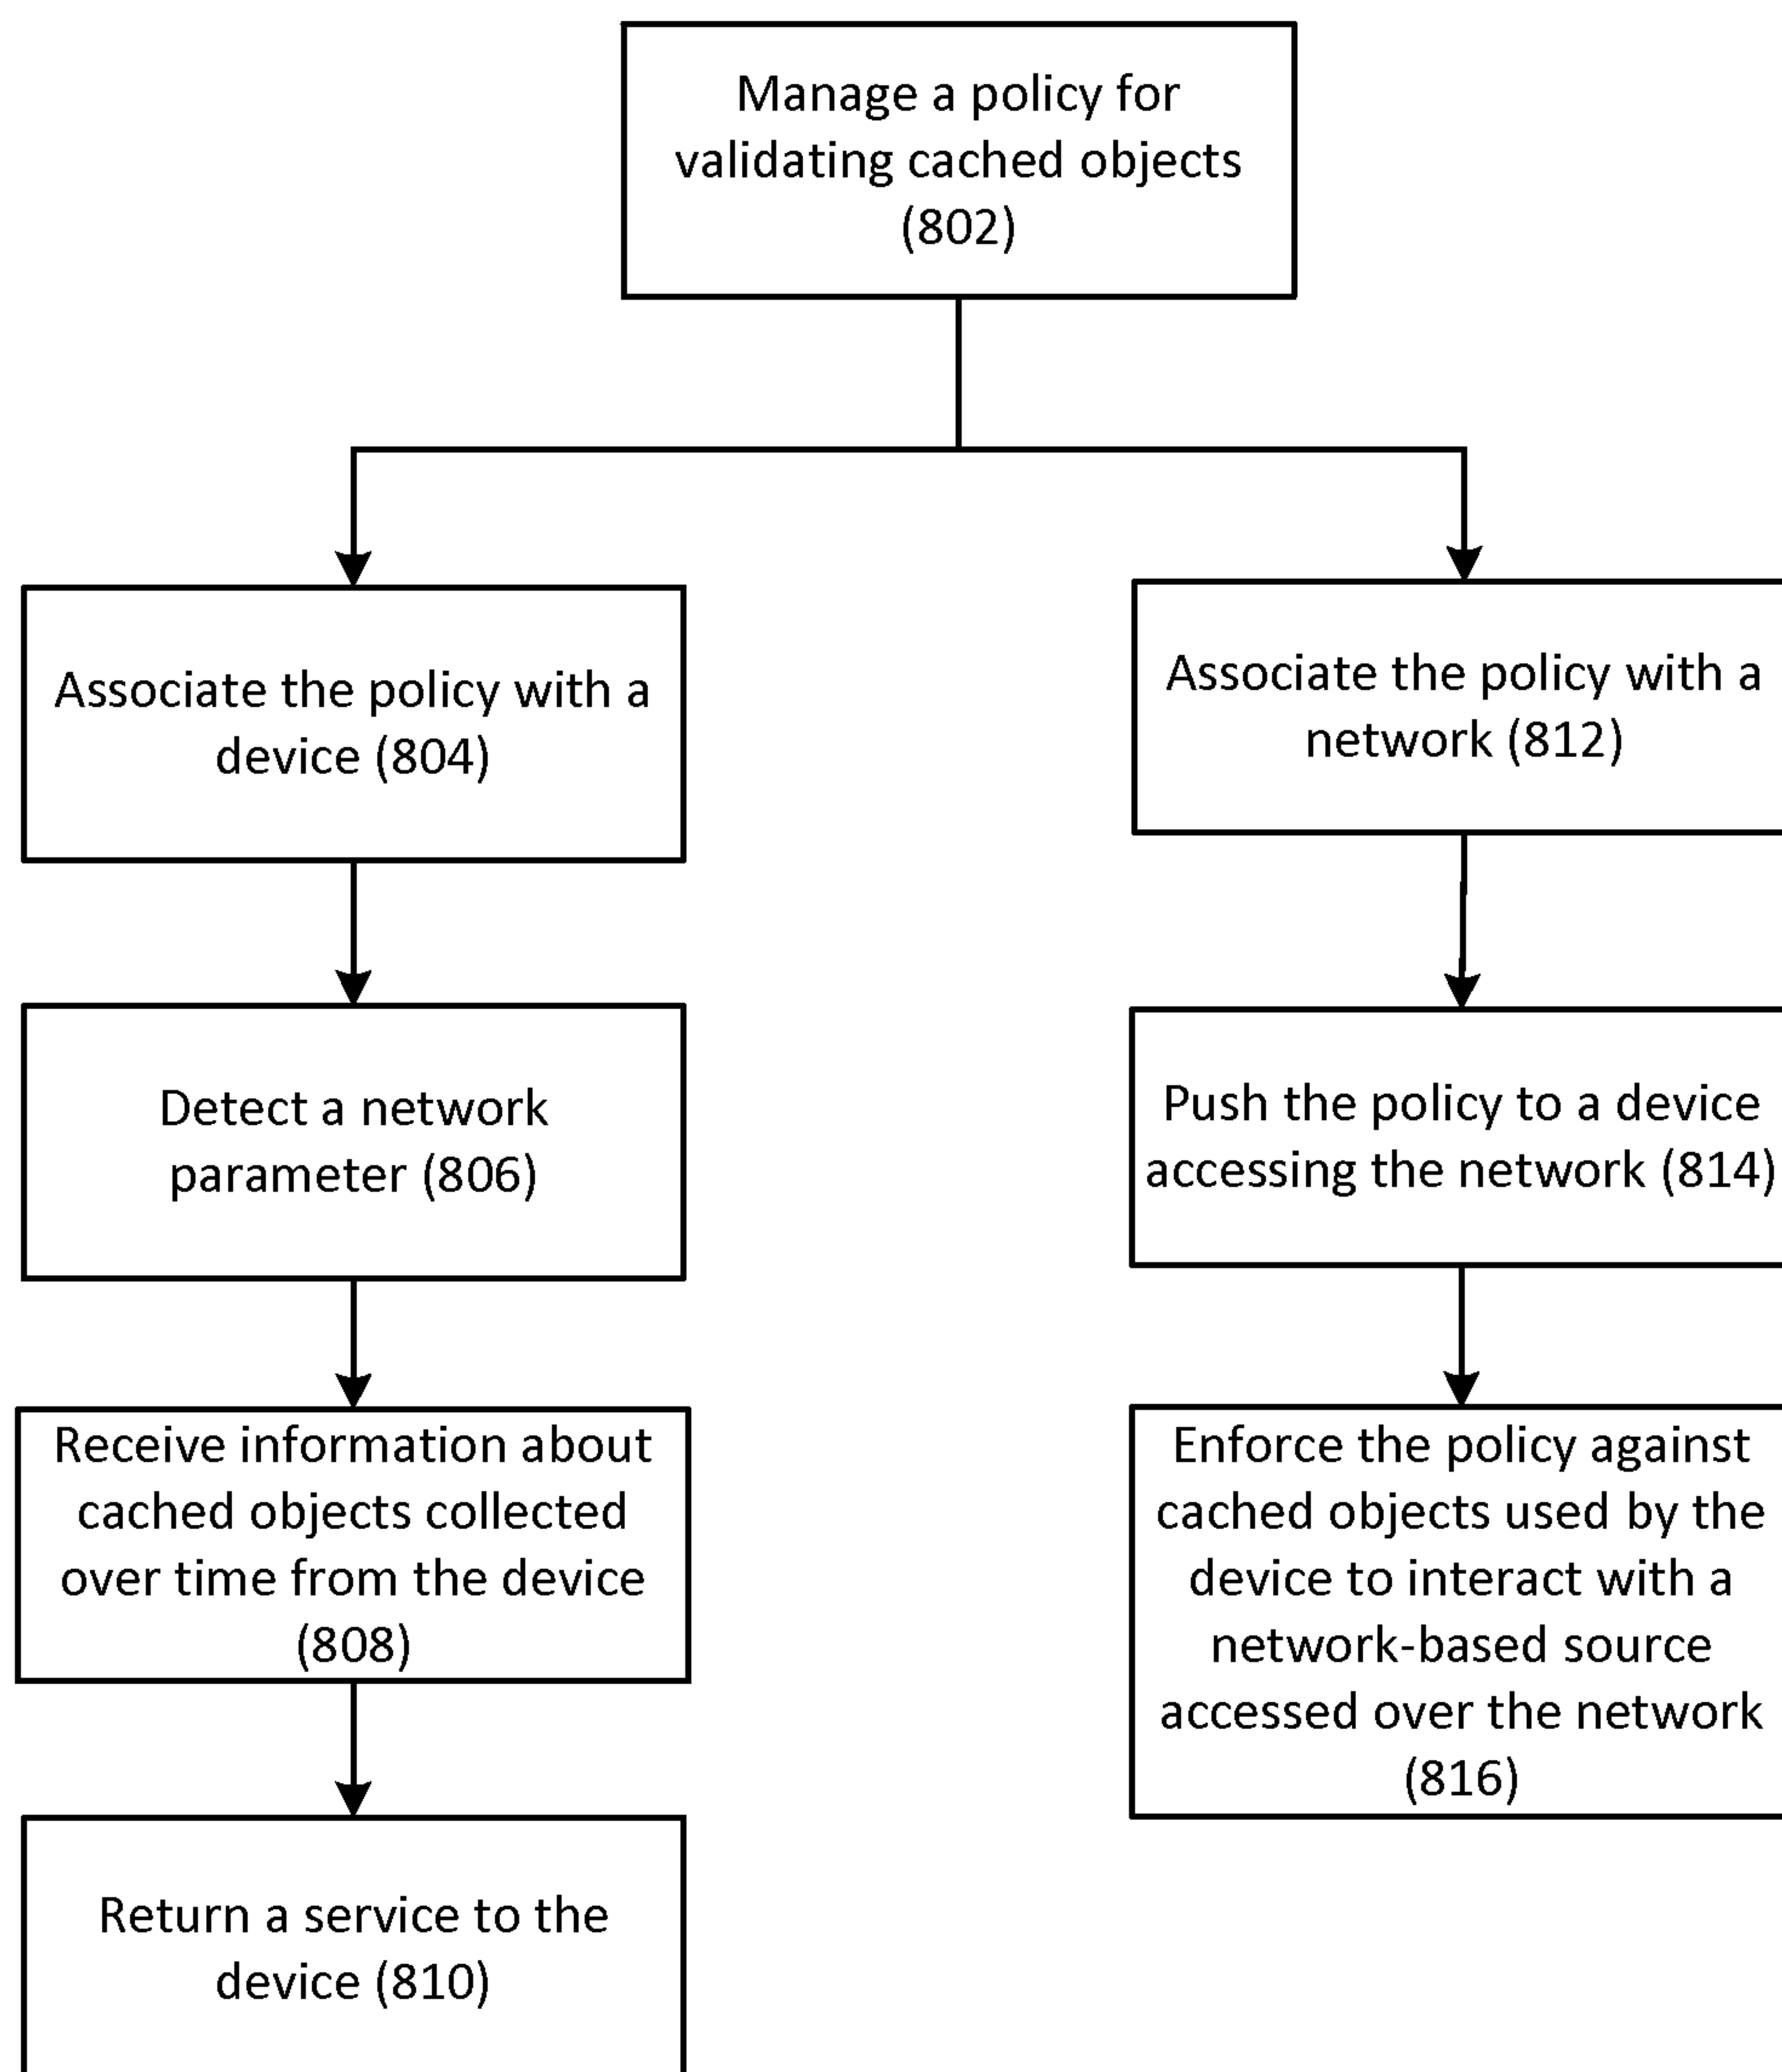 Manage a policy for
validating cached objects
(802)
Associate the policy with a
device (804)
Detect a network
parameter (806)
Receive information about
cached objects collected
over time from the device
(808)
Return a service to the
device (810)
Associate the policy with a
network (812)
Push the policy to a device
accessing the network (814)
Enforce the policy against
cached objects used by the
device to interact with a
network-based source
accessed over the network
(816)